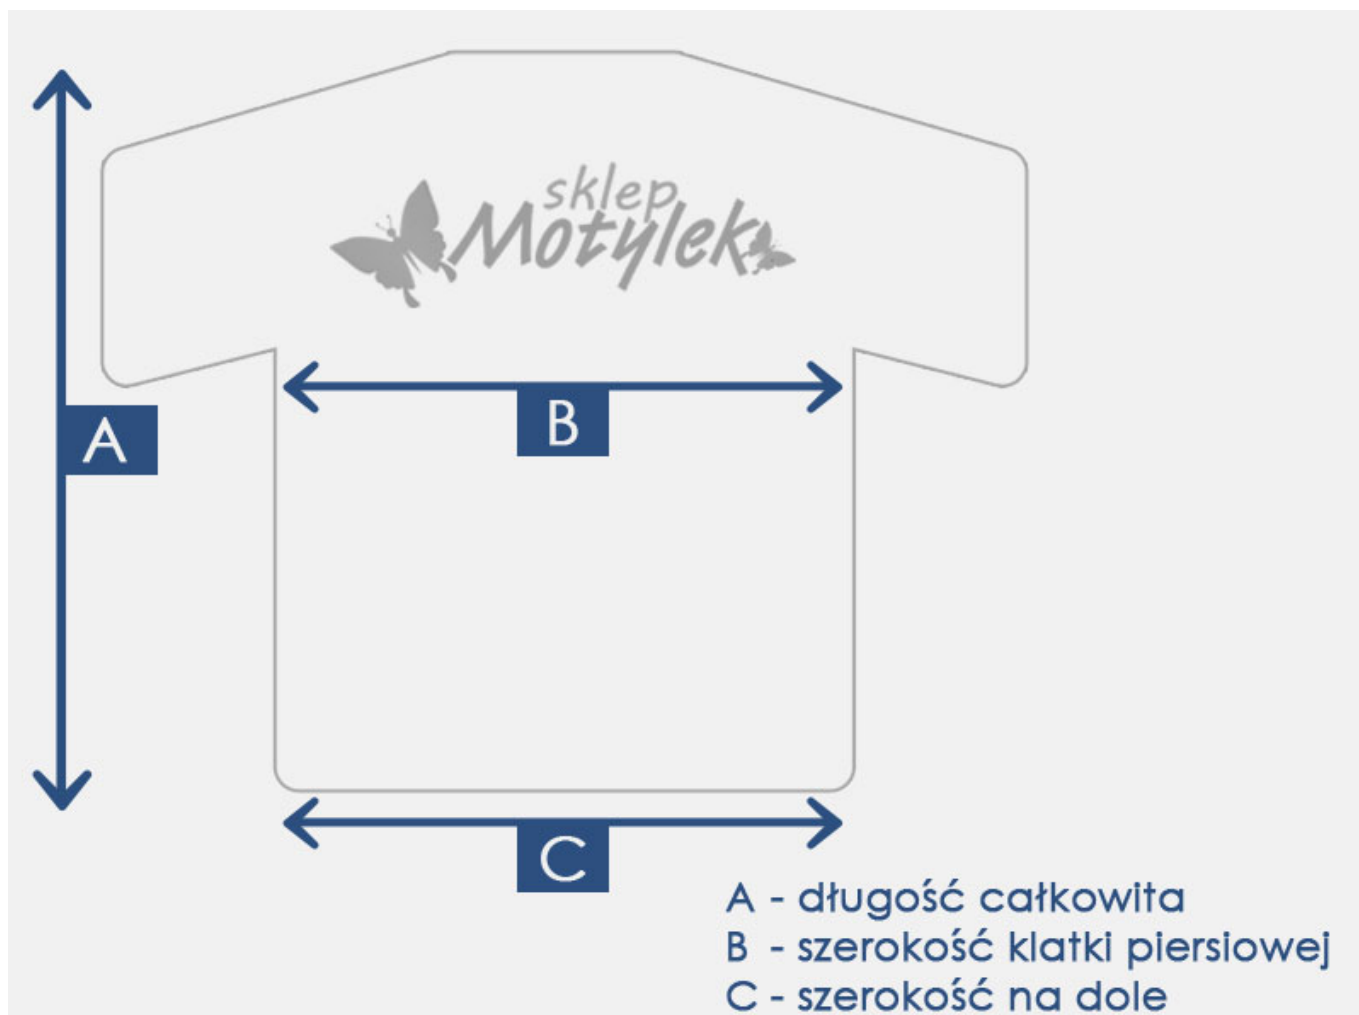 sklep
Motylek
A
B
C
A - długość całkowita
B - szerokość klatki piersiowej
C - szerokość na dole